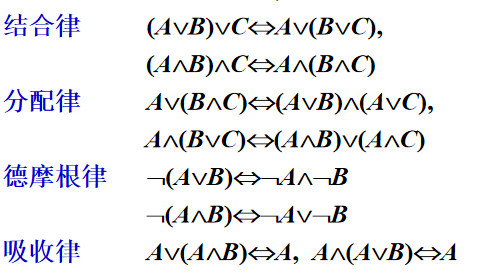 结合律 (A∨B)∨C⇔A∨(B∨C),
(A∧B)∧C⇔A∧(B∧C)
分配律 A∨(B∧C)⇔(A∨B)∧(A∨C),
A∧(B∨C)⇔(A∧B)∨(A∧C)
德摩根律 ¬(A∨B)⇔¬A∧¬B
¬(A∧B)⇔¬A∨¬B
吸收律 A∨(A∧B)⇔A, A∧(A∨B)⇔A